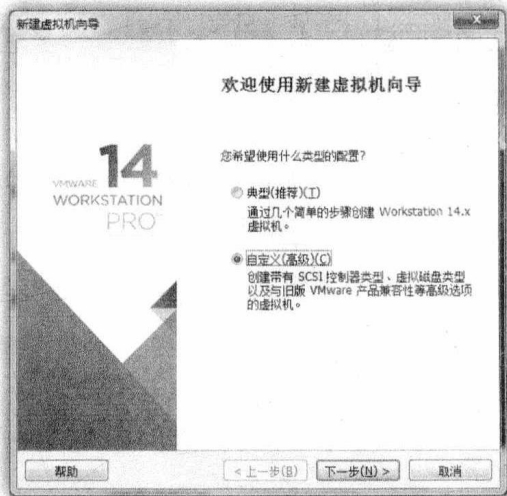 新建虚拟机向导
欢迎使用新建虚拟机向导
您希望使用什么类型的配置?
14
VMWARE
WORKSTATION
PRO™
典型(推荐)(T)
通过几个简单的步骤创建 Workstation 14.x
虚拟机。
自定义(高级)(C)
创建带有 SCSI 控制器类型、虚拟磁盘类型
以及与旧版 VMware 产品兼容性等高级选项
的虚拟机。
帮助
< 上一步(B)
下一步(N) >
取消